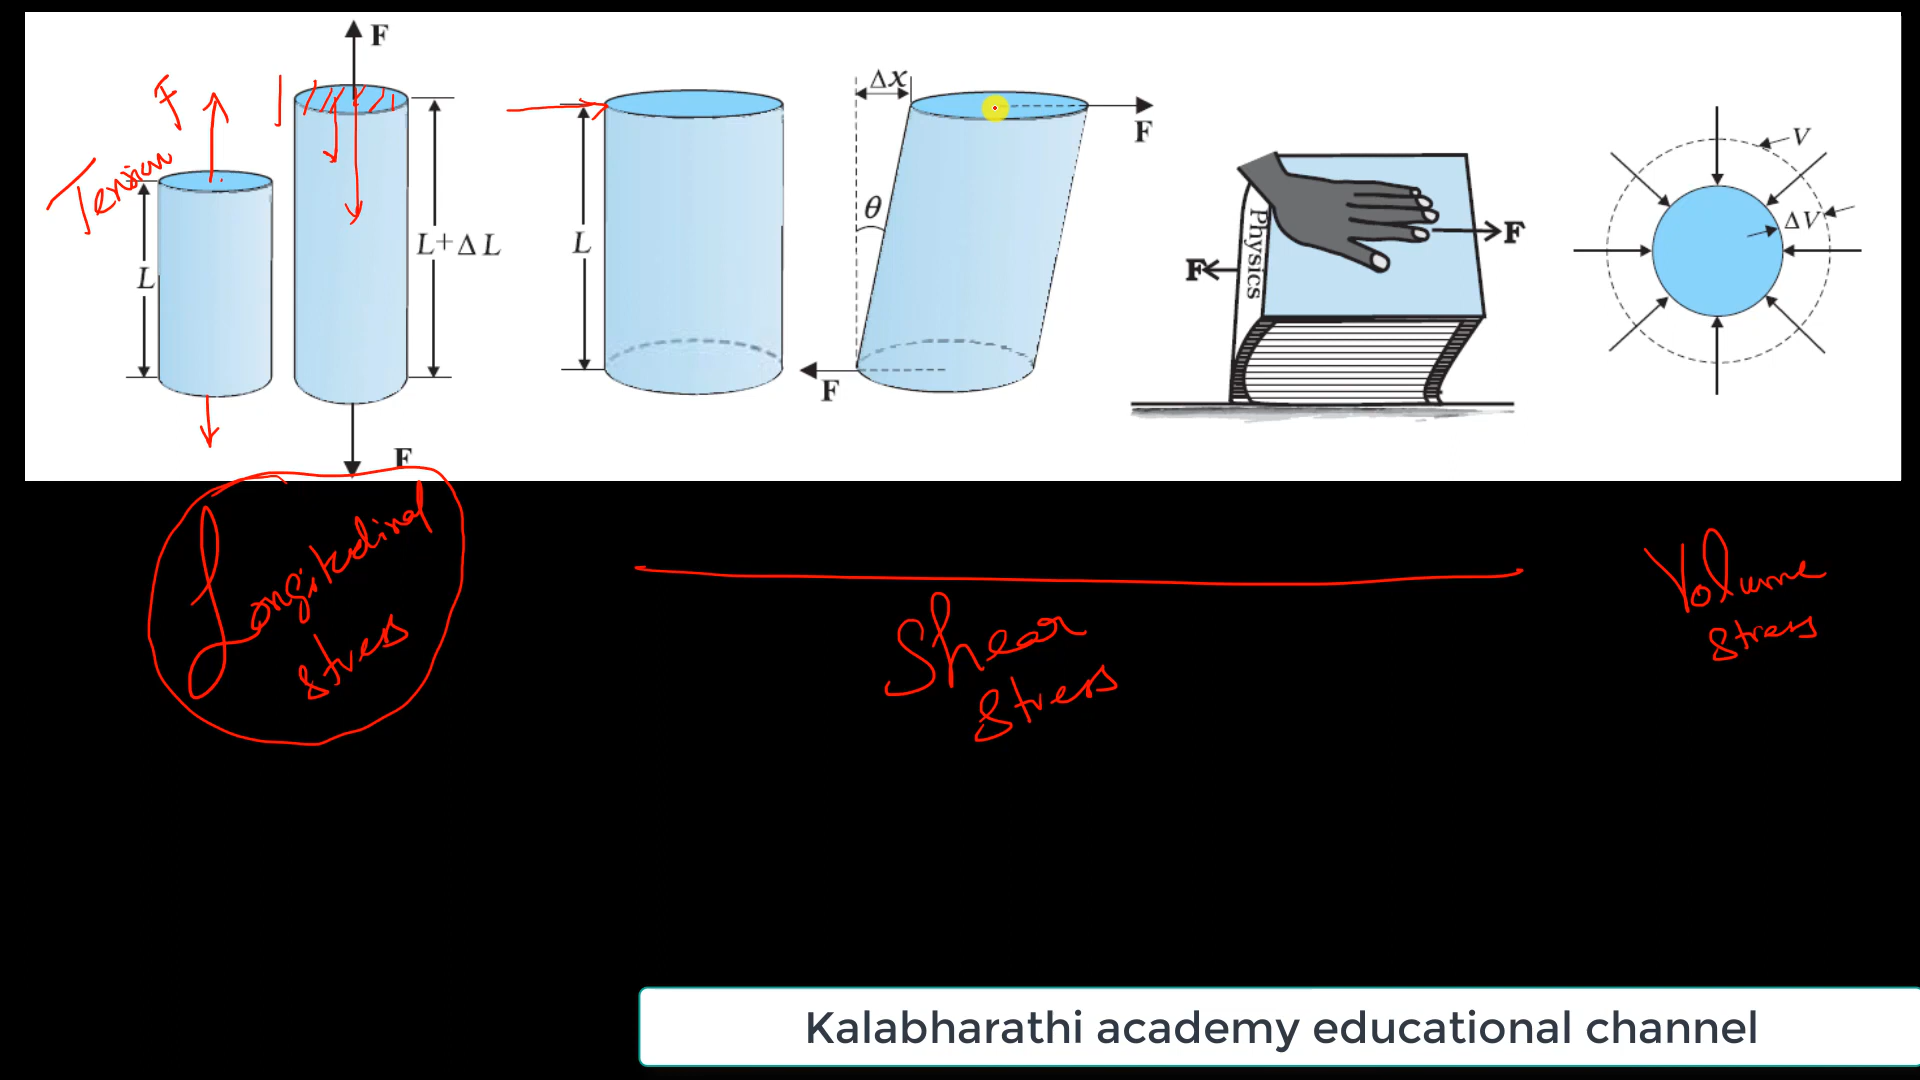 F
F
Tension
L
L+ΔL
F
L
Δx
θ
F
F
Physics
F
F
V
ΔV
Longitudinal
stress
Shear
stress
Volume
stress
Kalabharathi academy educational channel